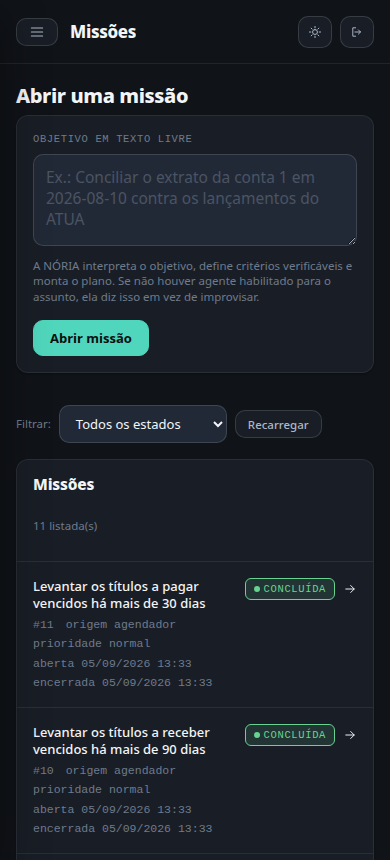 Missões
Abrir uma missão
OBJETIVO EM TEXTO LIVRE
Ex.: Conciliar o extrato da conta 1 em
2026-08-10 contra os lançamentos do
ATUA
A NÓRIA interpreta o objetivo, define critérios verificáveis e
monta o plano. Se não houver agente habilitado para o
assunto, ela diz isso em vez de improvisar.
Abrir missão
Filtrar: Todos os estados Recarregar
Missões
11 listada(s)
Levantar os títulos a pagar
vencidos há mais de 30 dias
CONCLUÍDA →
#11 origem agendador
prioridade normal
aberta 05/09/2026 13:33
encerrada 05/09/2026 13:33
Levantar os títulos a receber
vencidos há mais de 90 dias
CONCLUÍDA →
#10 origem agendador
prioridade normal
aberta 05/09/2026 13:33
encerrada 05/09/2026 13:33